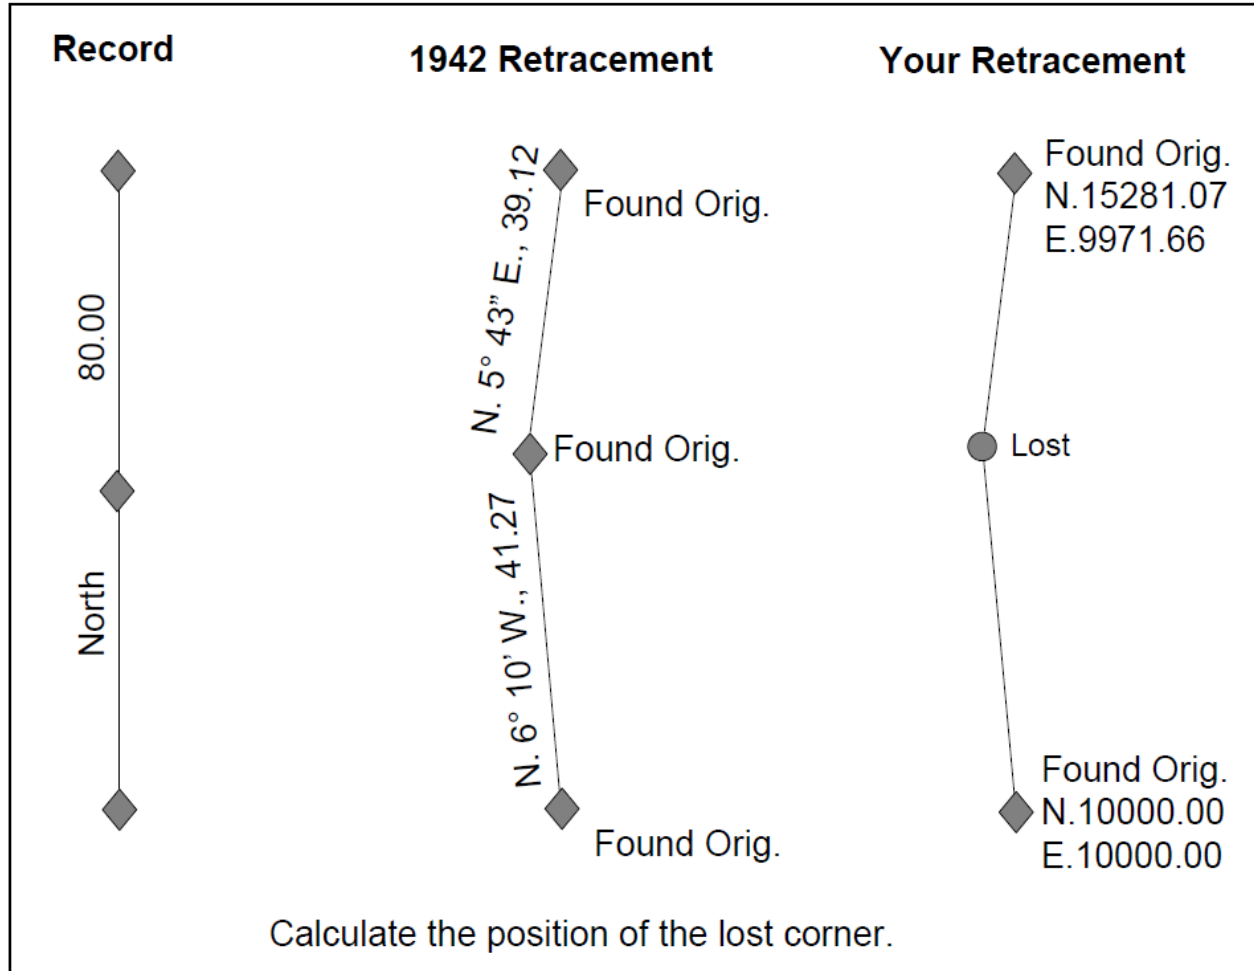 Record
80.00
North
1942 Retracement
N. 5° 43” E., 39.12
Found Orig.
Found Orig.
N. 6° 10’ W., 41.27
Found Orig.
Your Retracement
Found Orig.
N.15281.07
E.9971.66
Lost
Found Orig.
N.10000.00
E.10000.00
Calculate the position of the lost corner.